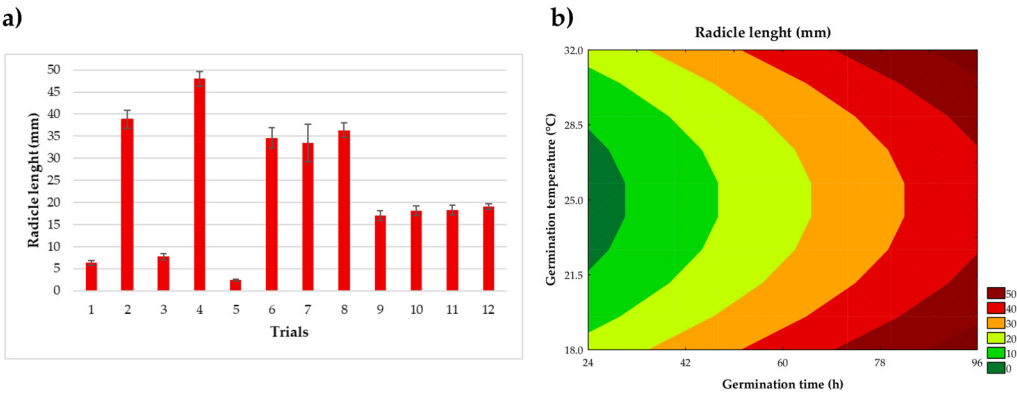 a)
50
45
40
35
30
25
20
15
10
5
0
Radicle lenght (mm)
1 2 3 4 5 6 7 8 9 10 11 12
Trials
b)
Radicle lenght (mm)
32.0
28.5
25.0
21.5
18.0
Germination temperature (°C)
24 42 60 78 96
Germination time (h)
50
40
30
20
10
0